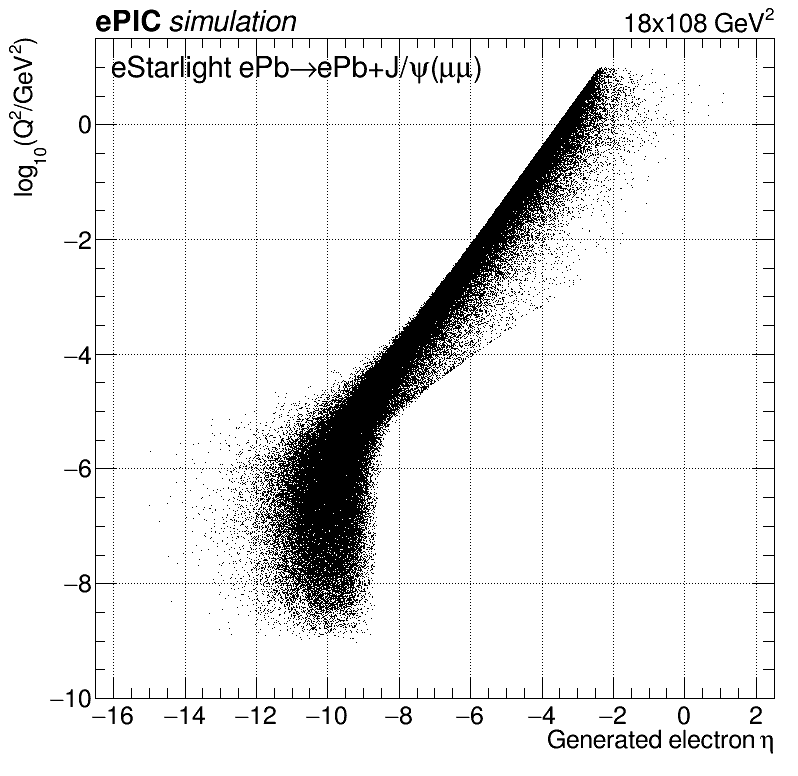 ePIC simulation 18x108 GeV²
eStarlight ePb→ePb+J/ψ(μμ)
log₁₀(Q²/GeV²)
0
−2
−4
−6
−8
−10
−16 −14 −12 −10 −8 −6 −4 −2 0 2
Generated electron η